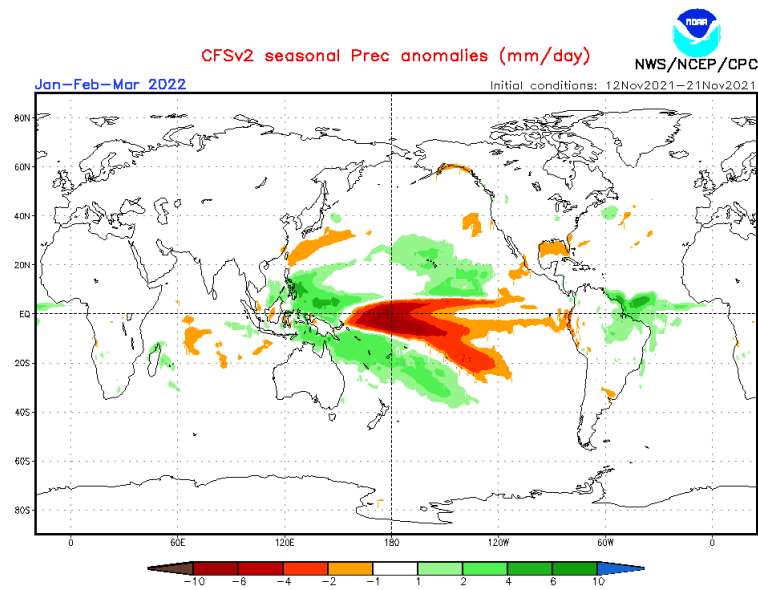 NOAA
CFSv2 seasonal Prec anomalies (mm/day)
NWS/NCEP/CPC
Jan-Feb-Mar 2022
Initial conditions: 12Nov2021-21Nov2021
80N
60N
40N
20N
EQ
20S
40S
60S
80S
0 60E 120E 180 120W 60W 0
-10 -6 -4 -2 -1 1 2 4 6 10